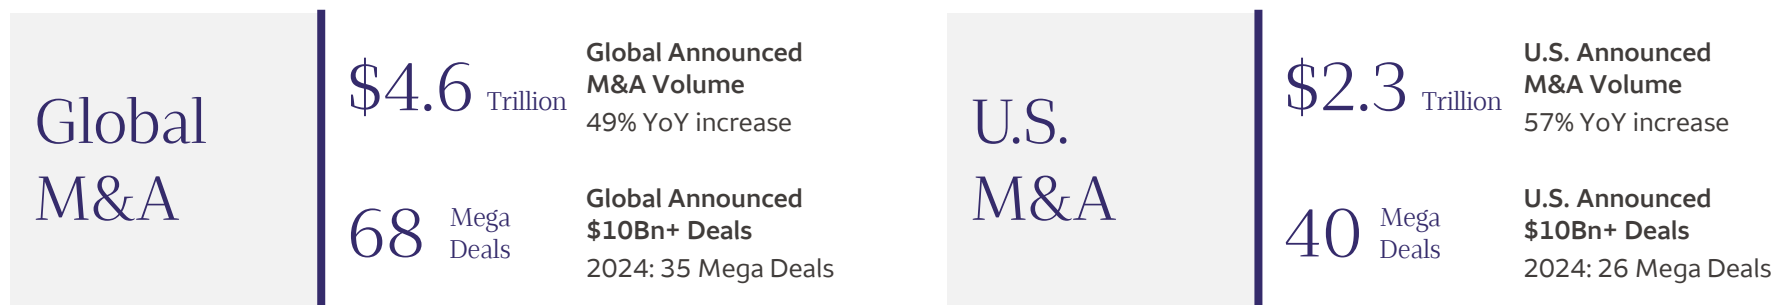 Global
M&A
$4.6 Trillion
Global Announced
M&A Volume
49% YoY increase
68 Mega
Deals
Global Announced
$10Bn+ Deals
2024: 35 Mega Deals
U.S.
M&A
$2.3 Trillion
U.S. Announced
M&A Volume
57% YoY increase
40 Mega
Deals
U.S. Announced
$10Bn+ Deals
2024: 26 Mega Deals